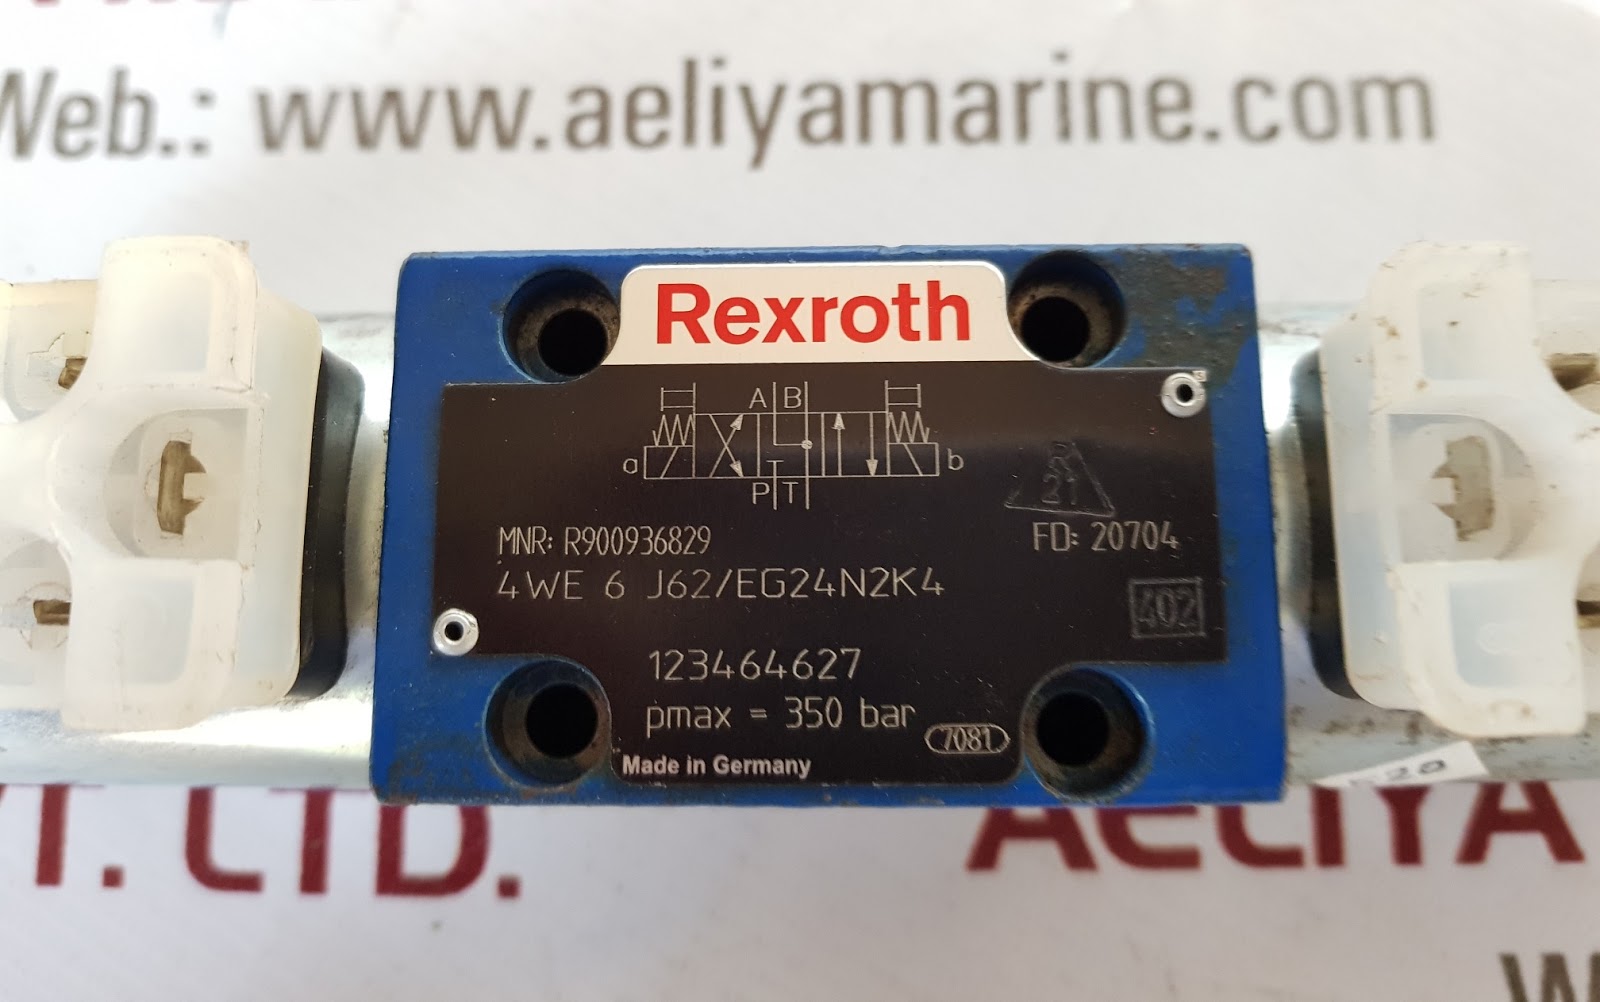 Web.: www.aeliyamarine.com
Rexroth
A B
a b
P T
R
21
MNR: R900936829 FD: 20704
4WE 6 J62/EG24N2K4
402
123464627
pmax = 350 bar
7081
Made in Germany
T. LTD. AELIYA